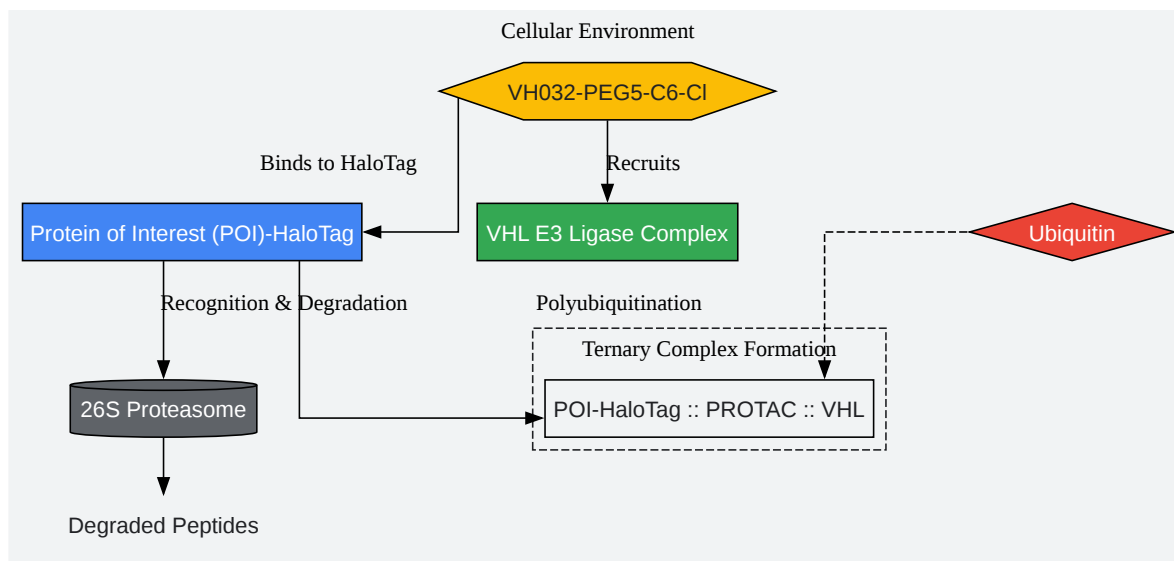 Cellular Environment
VH032-PEG5-C6-Cl
Binds to HaloTag
Recruits
Protein of Interest (POI)-HaloTag
VHL E3 Ligase Complex
Ubiquitin
Recognition & Degradation
Polyubiquitination
Ternary Complex Formation
26S Proteasome
POI-HaloTag :: PROTAC :: VHL
Degraded Peptides